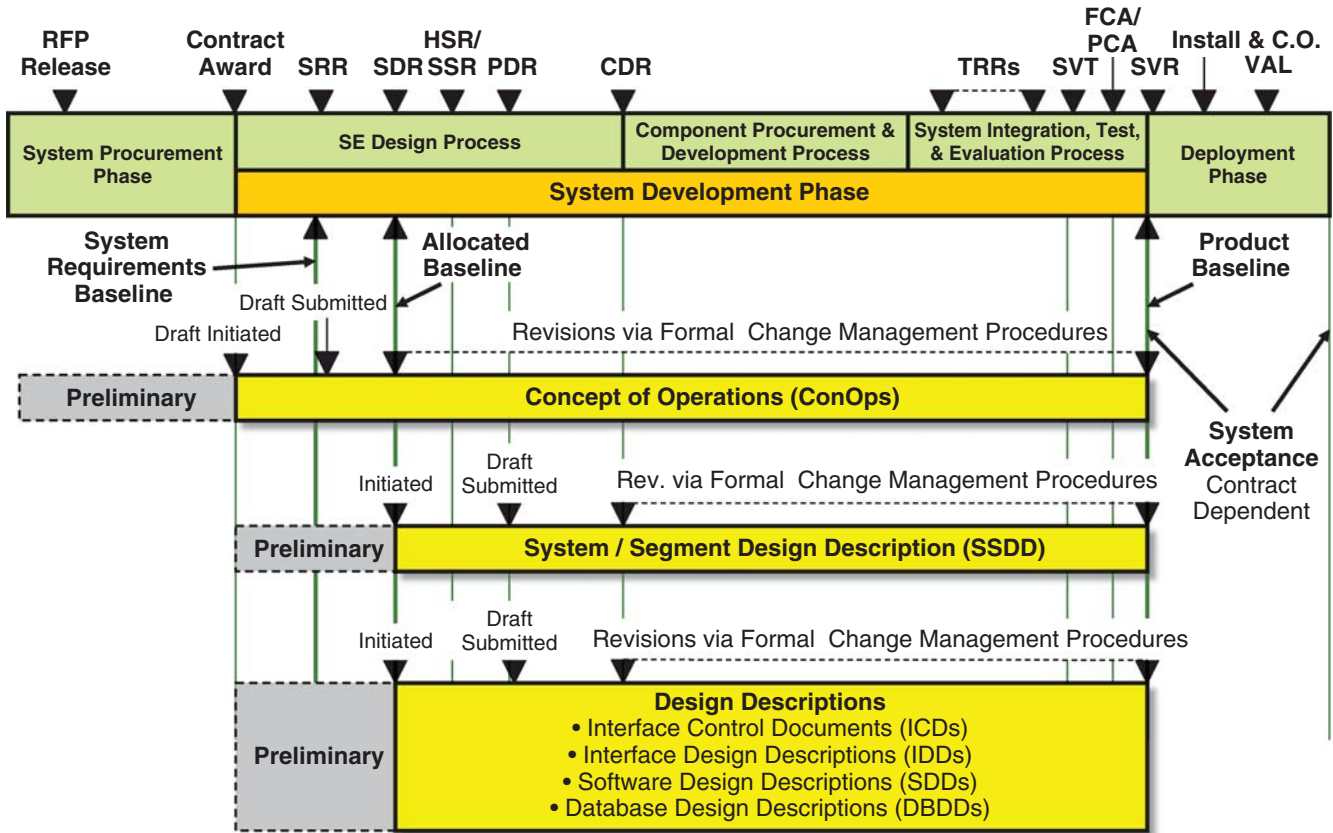 RFP
Release
Contract
Award
SRR
SDR
HSR/
SSR
PDR
CDR
TRRs
SVT
FCA/
PCA
SVR
Install & C.O.
VAL
System Procurement
Phase
SE Design Process
Component Procurement &
Development Process
System Integration, Test,
& Evaluation Process
Deployment
Phase
System Development Phase
System
Requirements
Baseline
Allocated
Baseline
Product
Baseline
Draft Initiated
Draft Submitted
Revisions via Formal Change Management Procedures
Preliminary
Concept of Operations (ConOps)
System
Acceptance
Contract
Dependent
Initiated
Draft
Submitted
Rev. via Formal Change Management Procedures
Preliminary
System / Segment Design Description (SSDD)
Initiated
Draft
Submitted
Revisions via Formal Change Management Procedures
Preliminary
Design Descriptions
• Interface Control Documents (ICDs)
• Interface Design Descriptions (IDDs)
• Software Design Descriptions (SDDs)
• Database Design Descriptions (DBDDs)